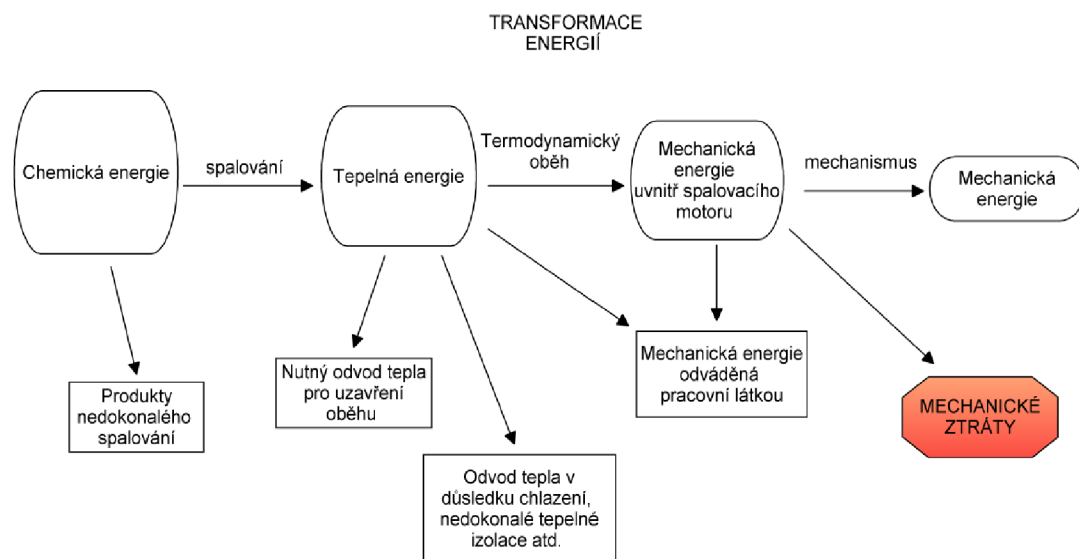 TRANSFORMACE
ENERGIÍ
Chemická energie
spalování
Tepelná energie
Termodynamický
oběh
Mechanická
energie
uvnitř spalovacího
motoru
mechanismus
Mechanická
energie
Produkty
nedokonalého
spalování
Nutný odvod tepla
pro uzavření
oběhu
Odvod tepla v
důsledku chlazení,
nedokonalé tepelné
izolace atd.
Mechanická energie
odváděná
pracovní látkou
MECHANICKÉ
ZTRÁTY